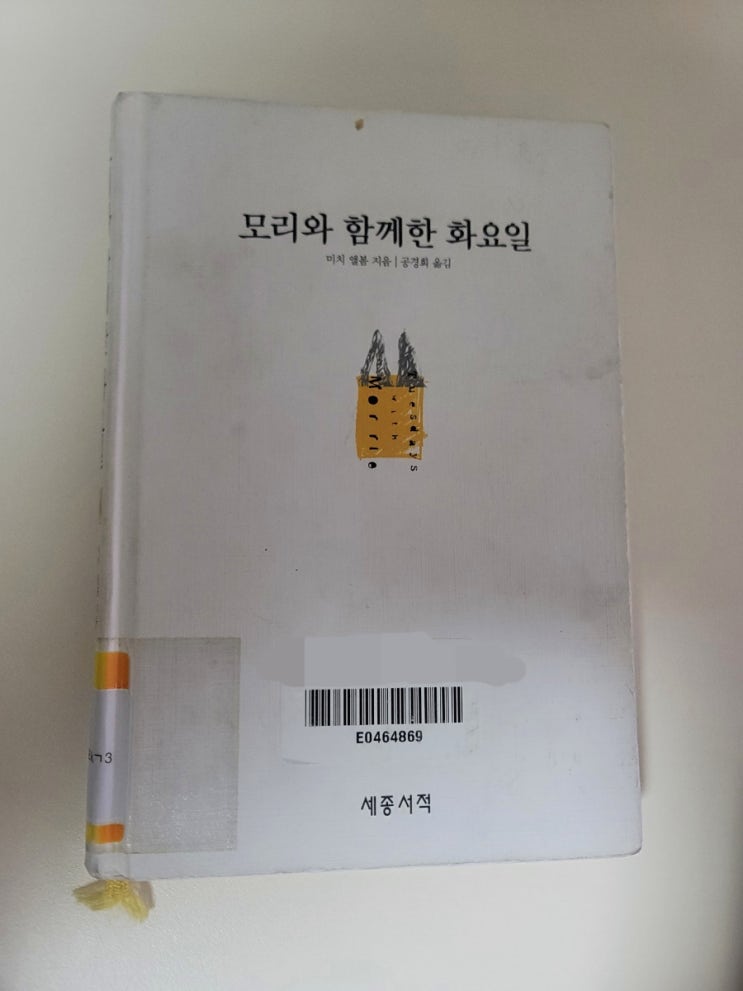 모리와 함께한 화요일
미치 앨봄 지음 | 공경희 옮김
Tuesdays
with
Morrie
E0464869
세종서적
ㄱ3